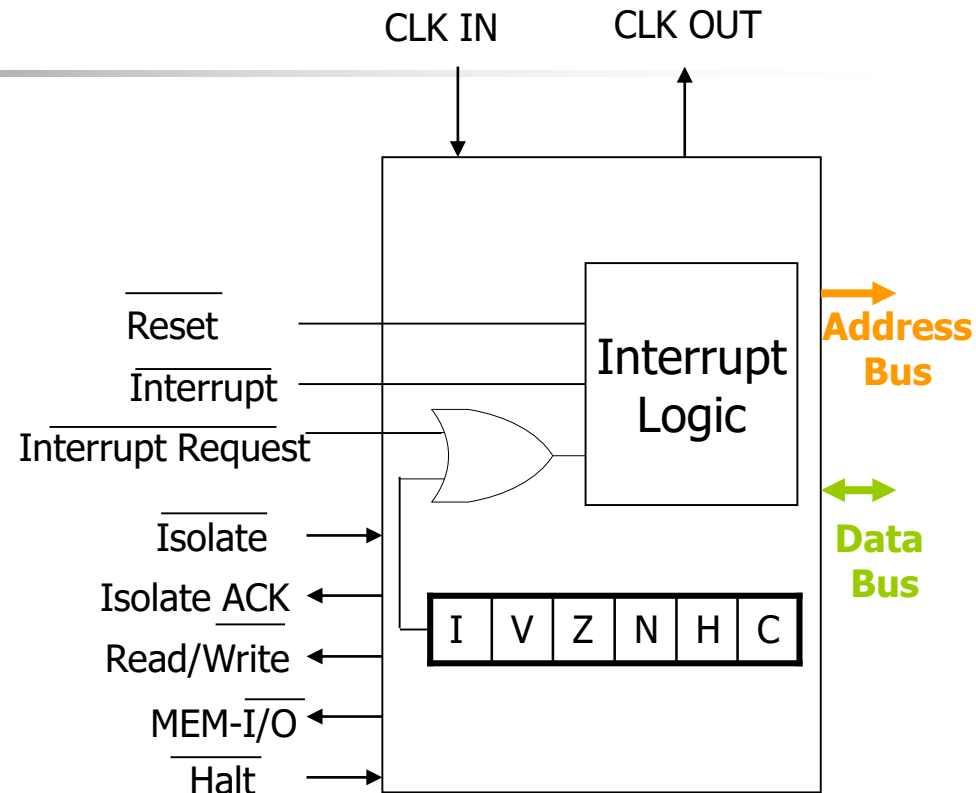 CLK IN
CLK OUT
Reset
Interrupt
Interrupt Request
Isolate
Isolate ACK
Read/Write
MEM-I/O
Halt
Interrupt
Logic
I V Z N H C
Address
Bus
Data
Bus